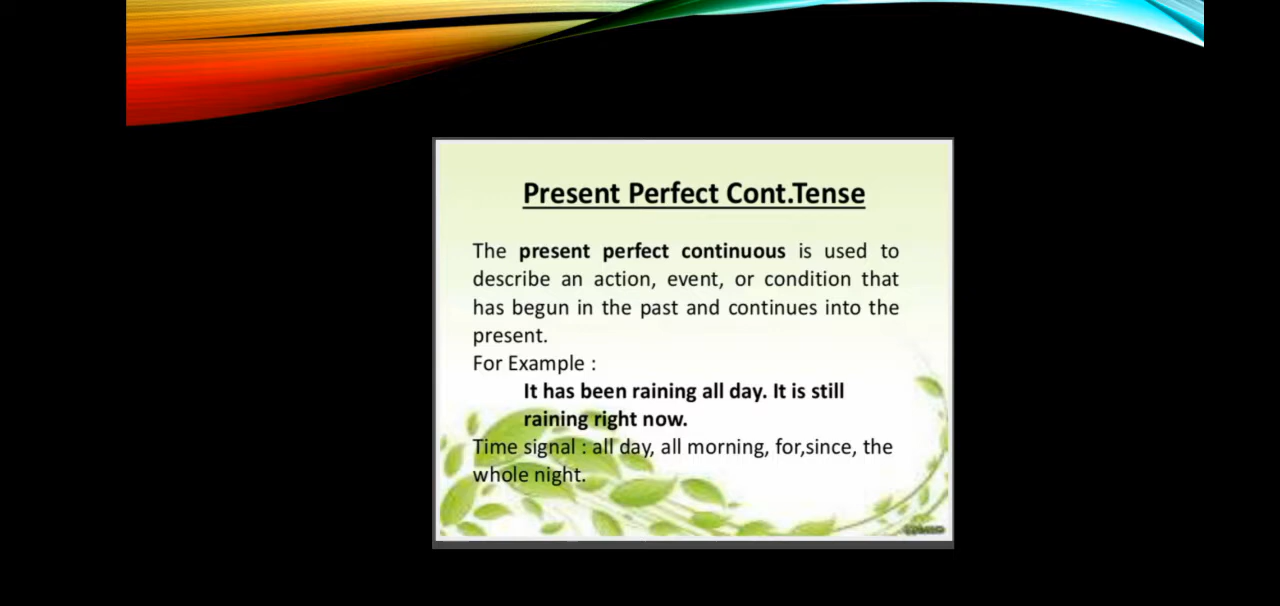 Present Perfect Cont.Tense
The present perfect continuous is used to
describe an action, event, or condition that
has begun in the past and continues into the
present.
For Example :
It has been raining all day. It is still
raining right now.
Time signal : all day, all morning, for,since, the
whole night.